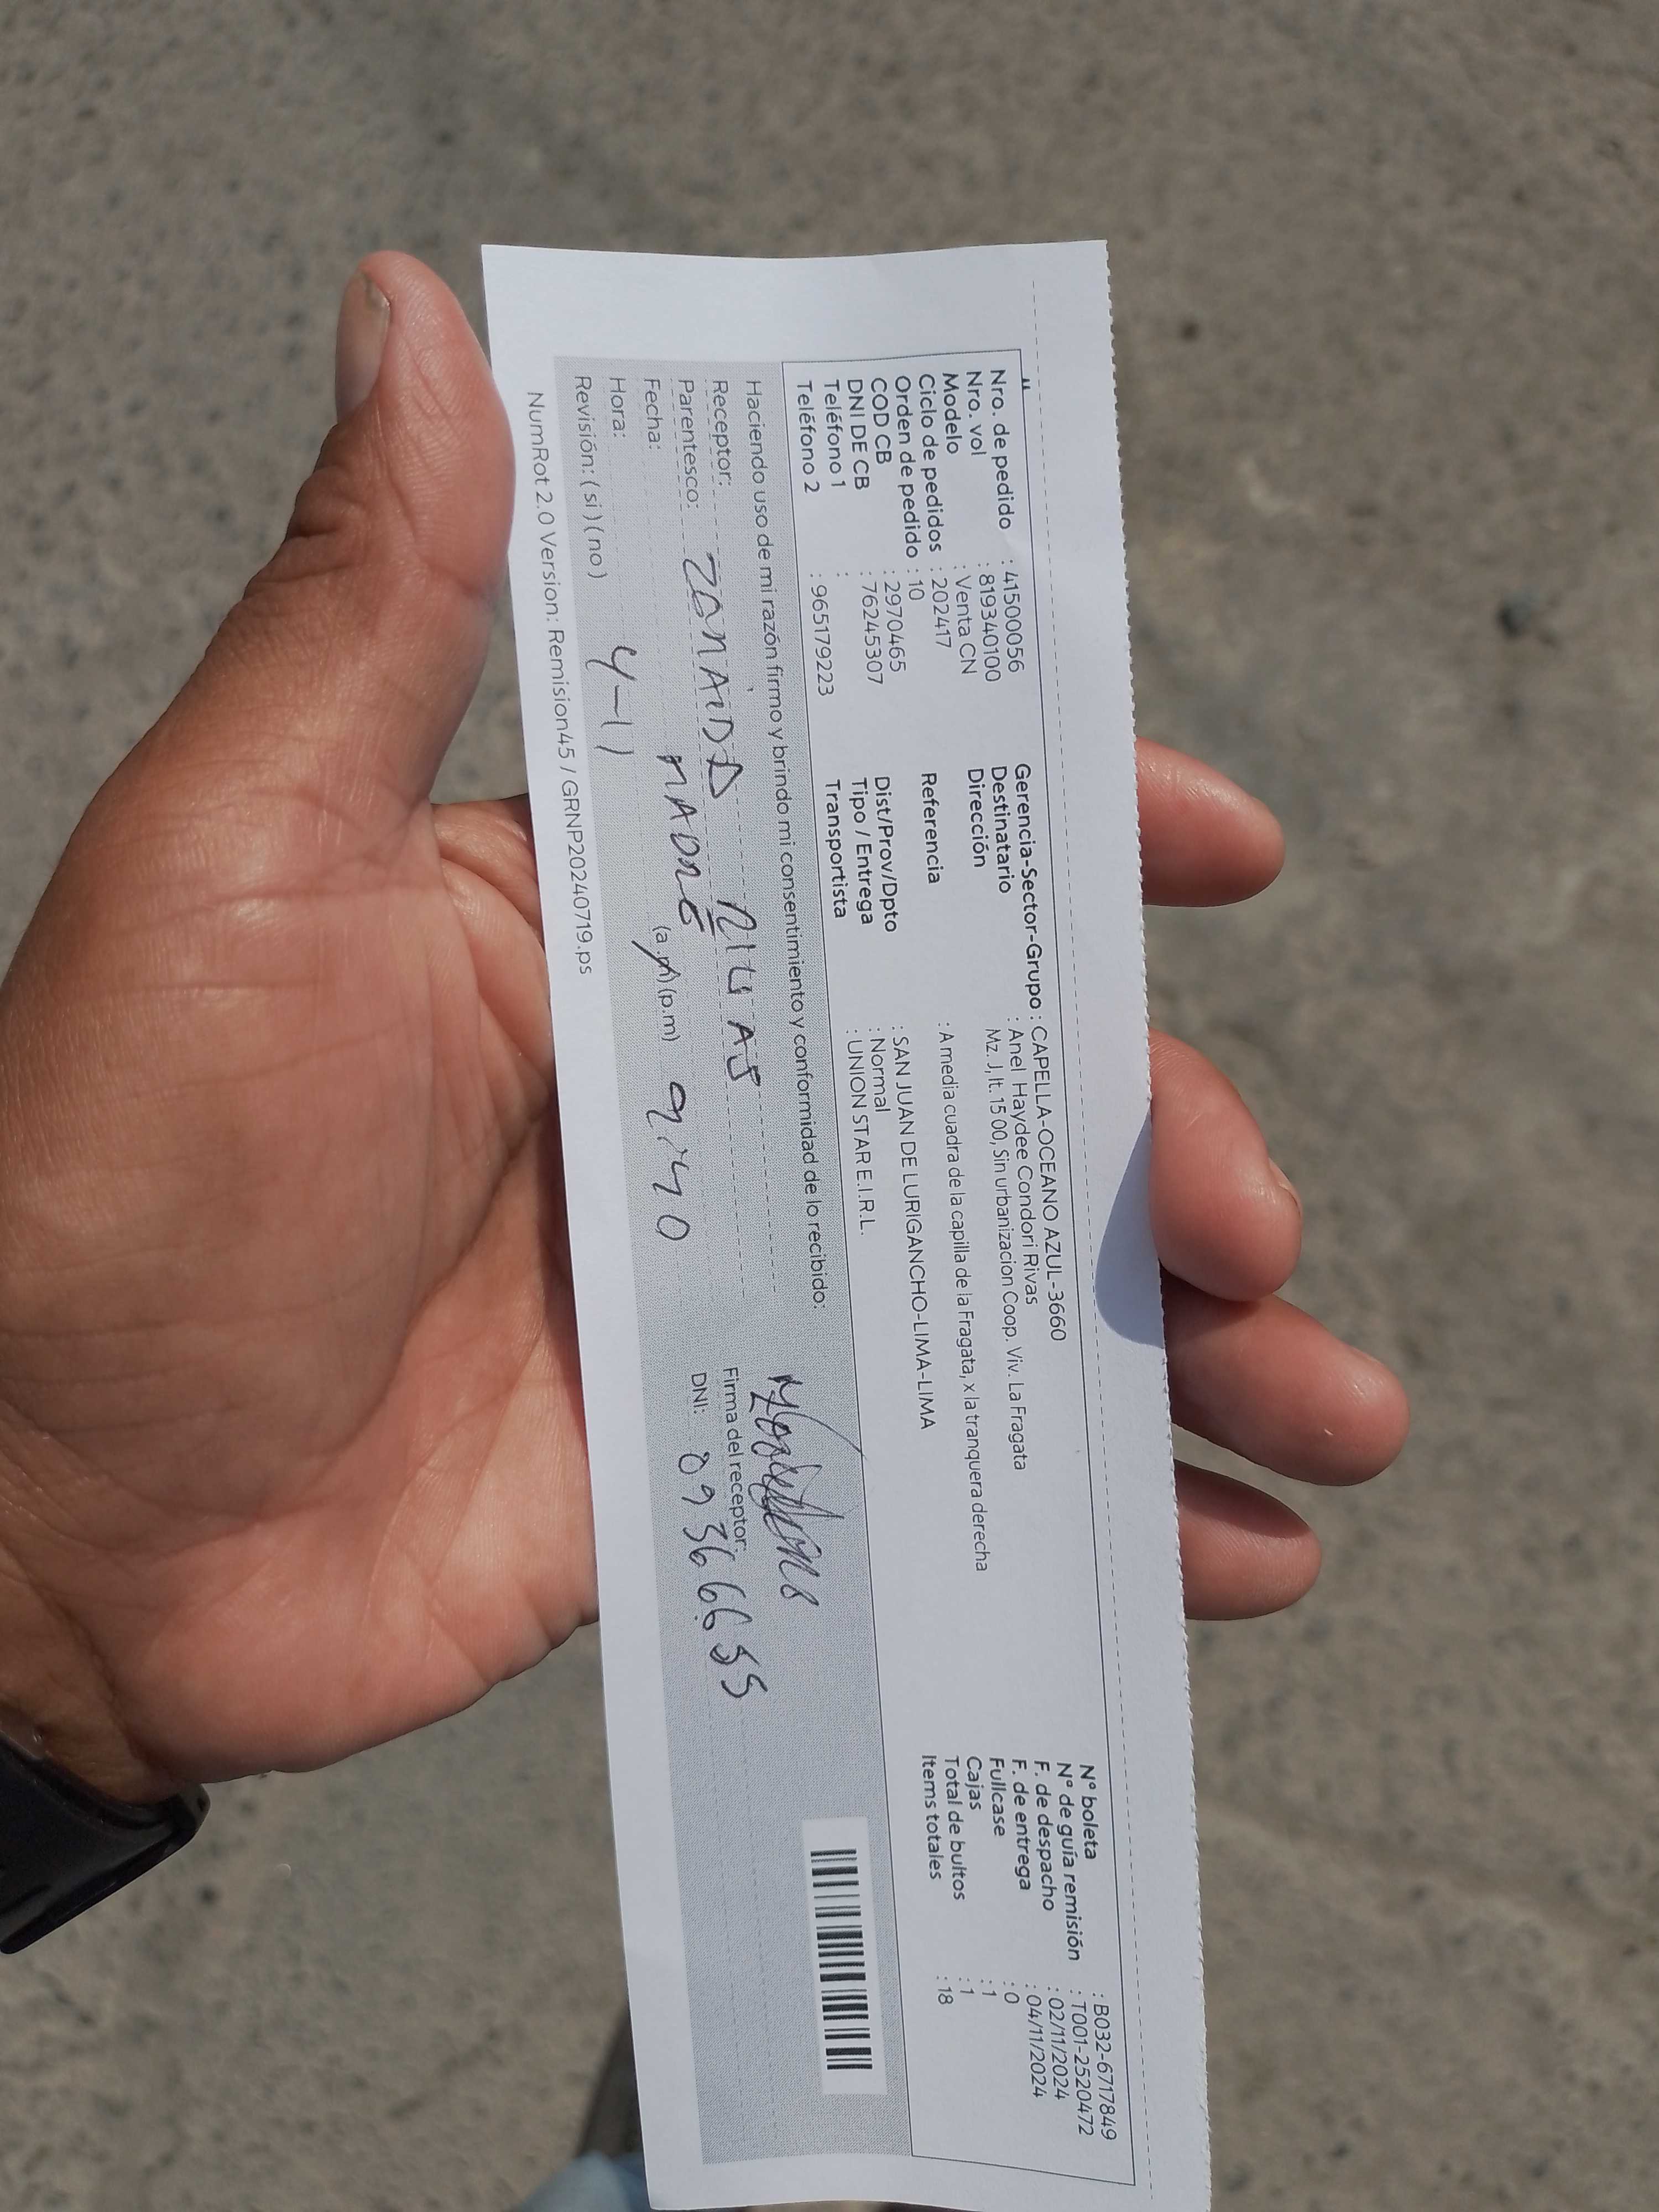 Nro. de pedido : 41500056
Nro. vol : 819340100
Modelo : Venta CN
Ciclo de pedidos : 202417
Orden de pedido : 10
COD CB : 2970465
DNI DE CB : 76245307
Teléfono 1 :
Teléfono 2 : 965179223
Gerencia-Sector-Grupo : CAPELLA-OCEANO AZUL-3660
Destinatario : Anel Haydee Condori Rivas
Dirección Mz. J, lt. 15 00, Sin urbanizacion Coop. Viv. La Fragata
Referencia : A media cuadra de la capilla de la Fragata, x la tranquera derecha
Dist/Prov/Dpto : SAN JUAN DE LURIGANCHO-LIMA-LIMA
Tipo / Entrega : Normal
Transportista : UNION STAR E.I.R.L.
N° boleta : B032-6717849
N° de guía remisión : T001-2520472
F. de despacho : 02/11/2024
F. de entrega : 04/11/2024
Fullcase : 0
Cajas : 1
Total de bultos : 1
Items totales : 18
Haciendo uso de mi razón firmo y brindo mi consentimiento y conformidad de lo recibido:
Receptor:
Parentesco: MADRE
Fecha: 4-11
Hora: (a.m) (p.m) 9:40
Revisión: ( si ) ( no )
Firma del receptor:
DNI: 09366655
NumRot 2.0 Version: Remision45 / GRNP20240719.ps